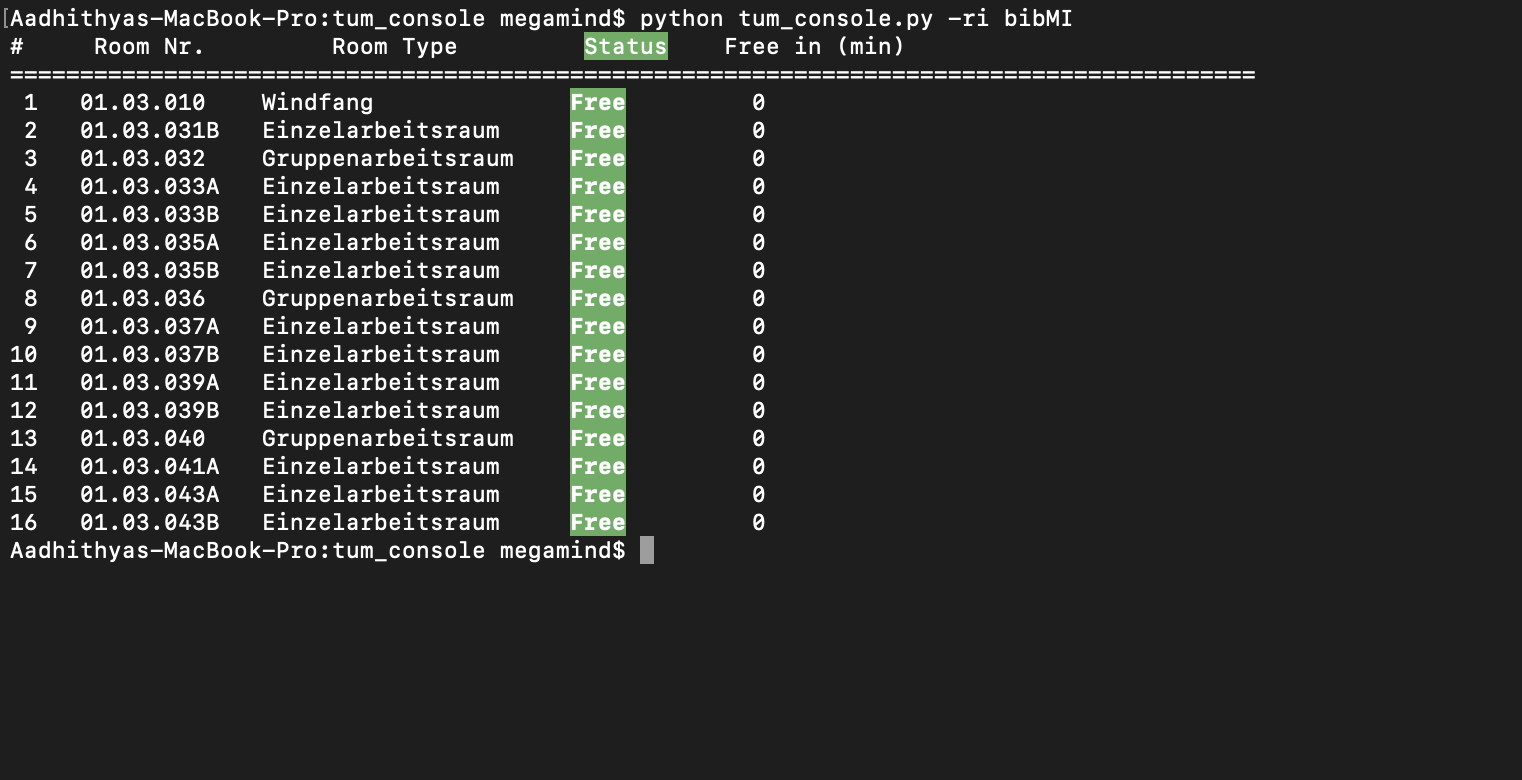 [Aadhithyas-MacBook-Pro:tum_console megamind$ python tum_console.py -ri bibMI
# Room Nr. Room Type Status Free in (min)
=========================================================================================
1 01.03.010 Windfang Free 0
2 01.03.031B Einzelarbeitsraum Free 0
3 01.03.032 Gruppenarbeitsraum Free 0
4 01.03.033A Einzelarbeitsraum Free 0
5 01.03.033B Einzelarbeitsraum Free 0
6 01.03.035A Einzelarbeitsraum Free 0
7 01.03.035B Einzelarbeitsraum Free 0
8 01.03.036 Gruppenarbeitsraum Free 0
9 01.03.037A Einzelarbeitsraum Free 0
10 01.03.037B Einzelarbeitsraum Free 0
11 01.03.039A Einzelarbeitsraum Free 0
12 01.03.039B Einzelarbeitsraum Free 0
13 01.03.040 Gruppenarbeitsraum Free 0
14 01.03.041A Einzelarbeitsraum Free 0
15 01.03.043A Einzelarbeitsraum Free 0
16 01.03.043B Einzelarbeitsraum Free 0
Aadhithyas-MacBook-Pro:tum_console megamind$